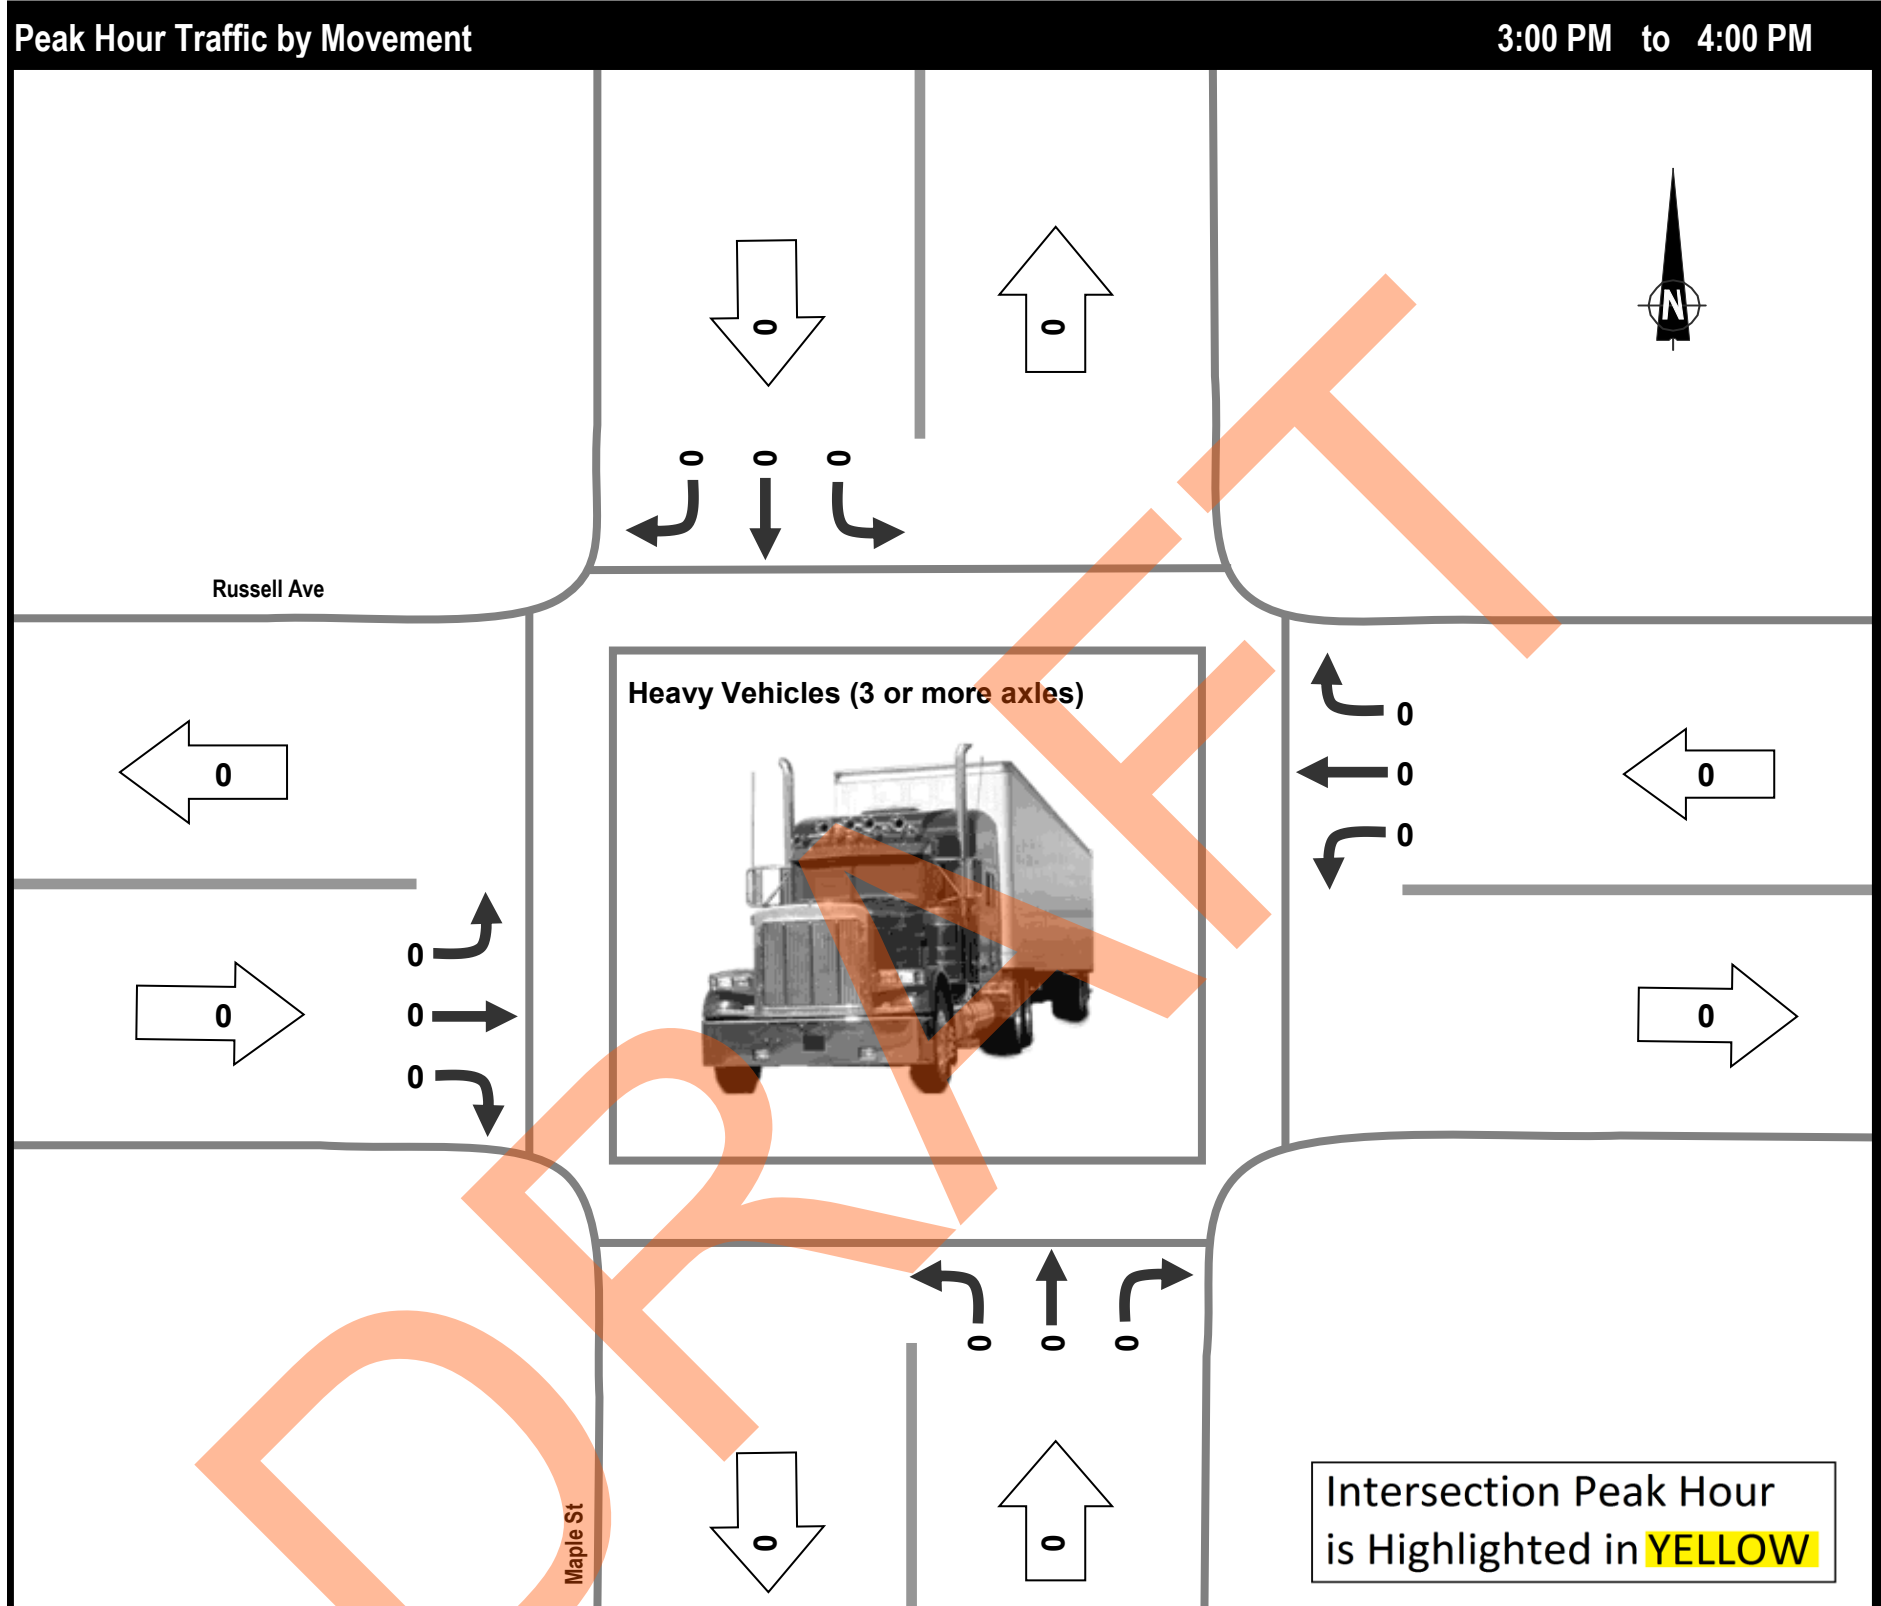 Peak Hour Traffic by Movement 3:00 PM to 4:00 PM
N
0 0
0 0 0
Russell Ave
Heavy Vehicles (3 or more axles)
0
0 0 0
0
0
0 0 0
0
0
0 0 0
0 0
Maple St
Intersection Peak Hour
is Highlighted in YELLOW
DRAFT